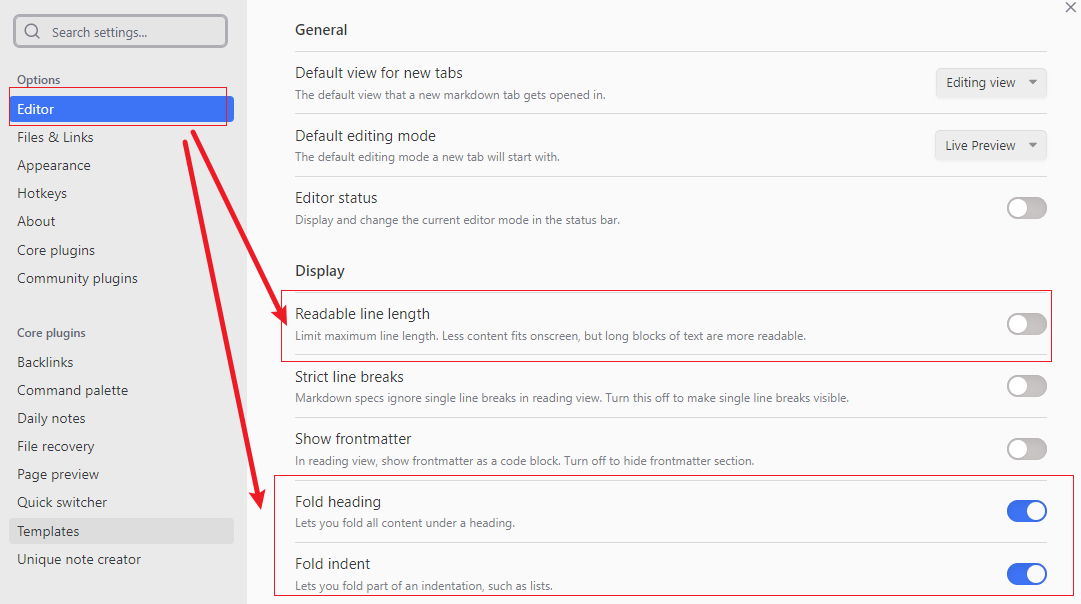 Search settings...
Options
Editor
Files & Links
Appearance
Hotkeys
About
Core plugins
Community plugins
Core plugins
Backlinks
Command palette
Daily notes
File recovery
Page preview
Quick switcher
Templates
Unique note creator
General
Default view for new tabs
The default view that a new markdown tab gets opened in.
Editing view
Default editing mode
The default editing mode a new tab will start with.
Live Preview
Editor status
Display and change the current editor mode in the status bar.
Display
Readable line length
Limit maximum line length. Less content fits onscreen, but long blocks of text are more readable.
Strict line breaks
Markdown specs ignore single line breaks in reading view. Turn this off to make single line breaks visible.
Show frontmatter
In reading view, show frontmatter as a code block. Turn off to hide frontmatter section.
Fold heading
Lets you fold all content under a heading.
Fold indent
Lets you fold part of an indentation, such as lists.